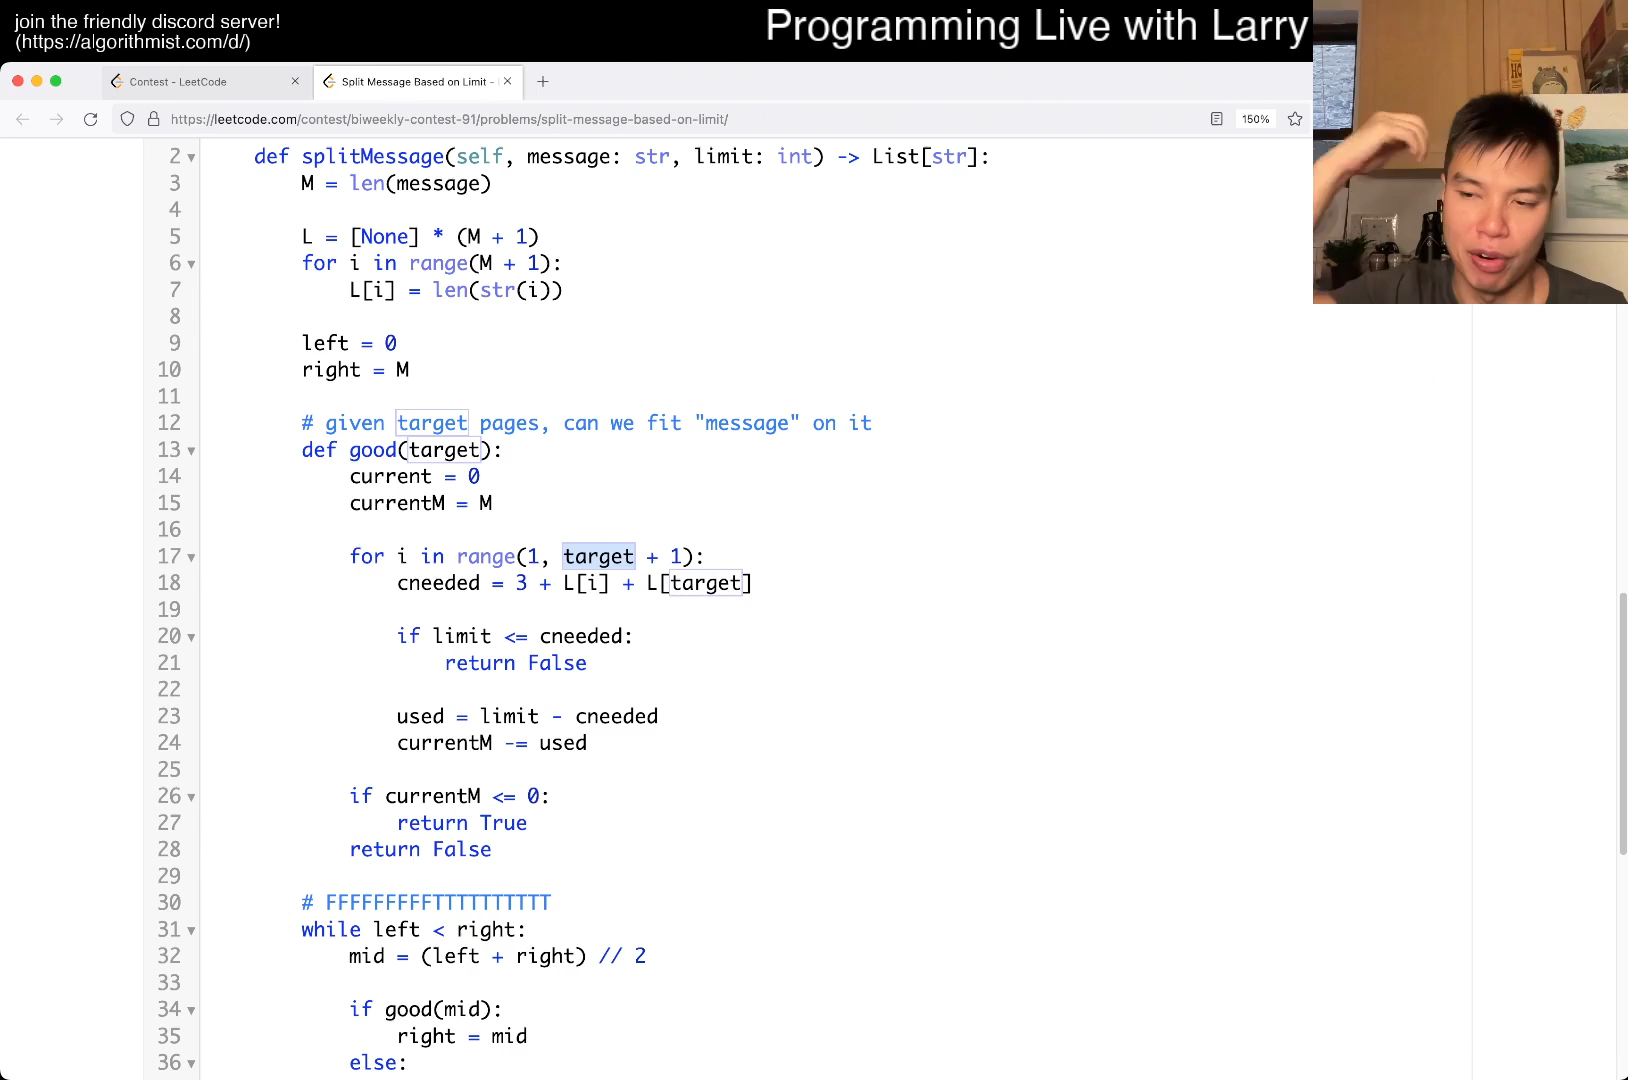 join the friendly discord server!
(https://algorithmist.com/d/)
Programming Live with Larry
Contest - LeetCode
Split Message Based on Limit -
https://leetcode.com/contest/biweekly-contest-91/problems/split-message-based-on-limit/
150%
2 def splitMessage(self, message: str, limit: int) -> List[str]:
3 M = len(message)
4
5 L = [None] * (M + 1)
6 for i in range(M + 1):
7 L[i] = len(str(i))
8
9 left = 0
10 right = M
11
12 # given target pages, can we fit "message" on it
13 def good(target):
14 current = 0
15 currentM = M
16
17 for i in range(1, target + 1):
18 cneeded = 3 + L[i] + L[target]
19
20 if limit <= cneeded:
21 return False
22
23 used = limit - cneeded
24 currentM -= used
25
26 if currentM <= 0:
27 return True
28 return False
29
30 # FFFFFFFFFTTTTTTTTTT
31 while left < right:
32 mid = (left + right) // 2
33
34 if good(mid):
35 right = mid
36 else: